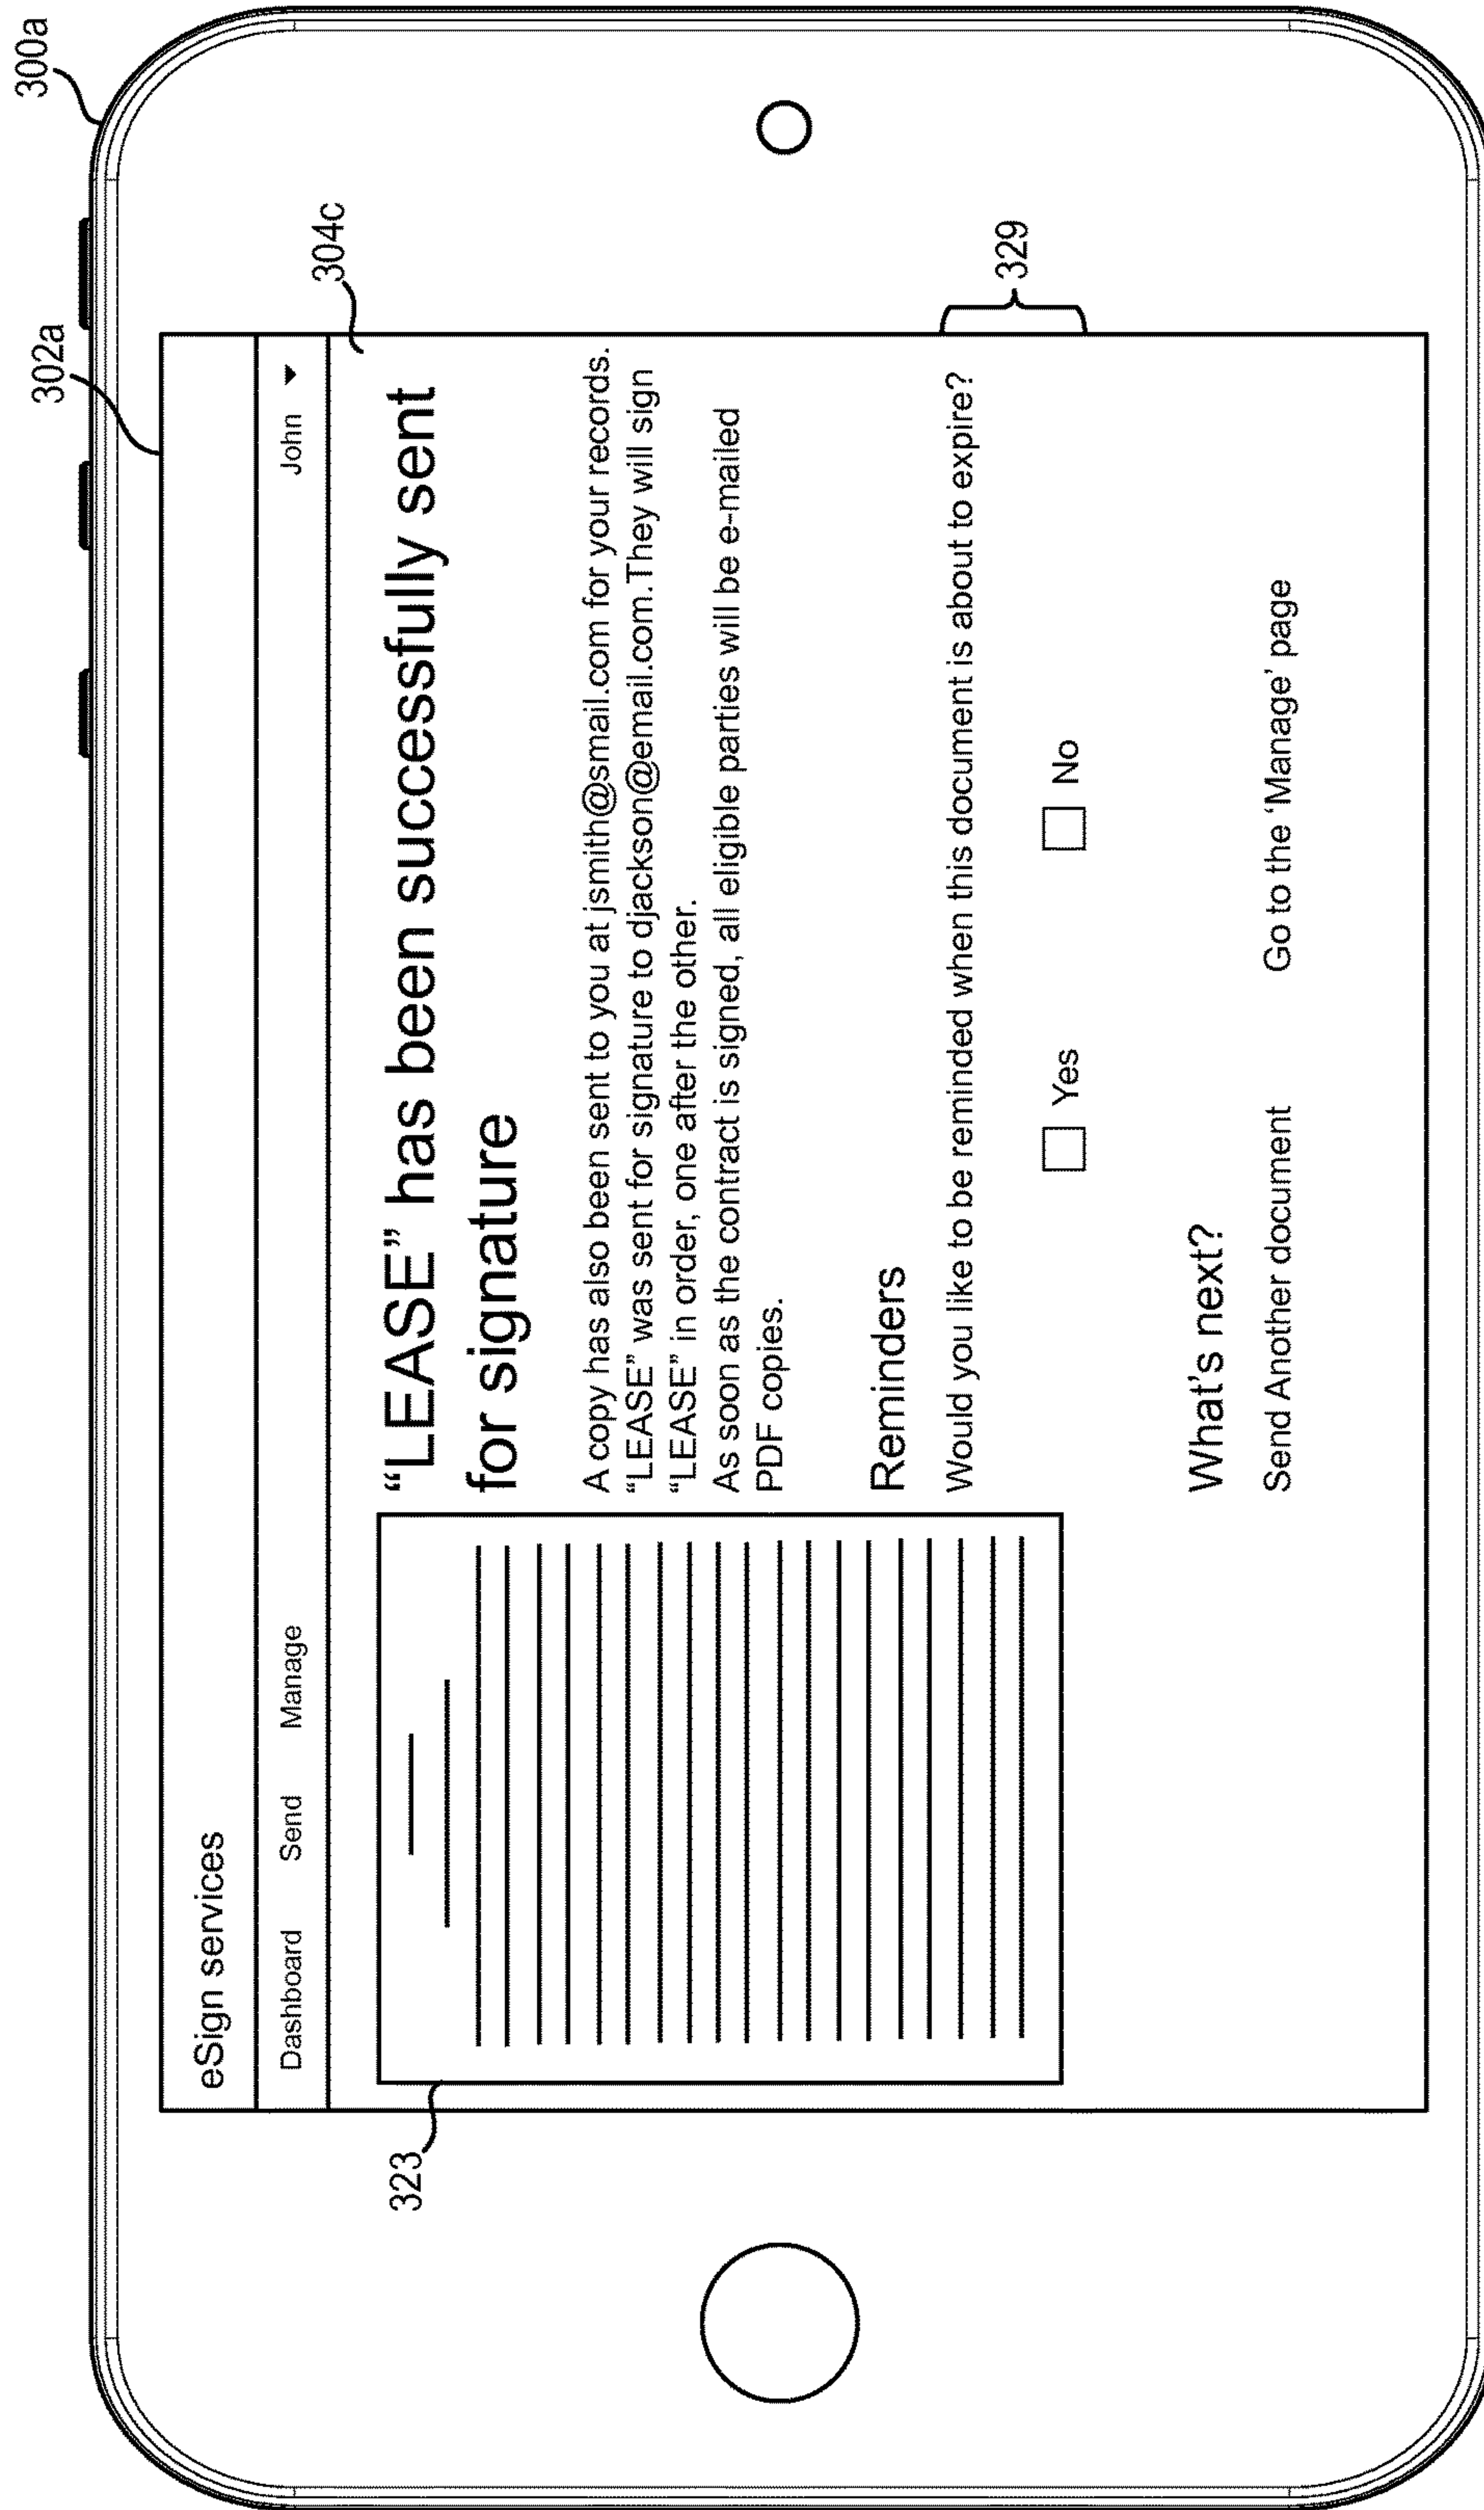 300a
302a
eSign services
Dashboard Send Manage John
304c
323
“LEASE” has been successfully sent
for signature
A copy has also been sent to you at jsmith@smail.com for your records.
“LEASE” was sent for signature to djackson@email.com.They will sign
“LEASE” in order, one after the other.
As soon as the contract is signed, all eligible parties will be e-mailed
PDF copies.
Reminders
Would you like to be reminded when this document is about to expire?
329
Yes No
What's next?
Send Another document Go to the ‘Manage’ page